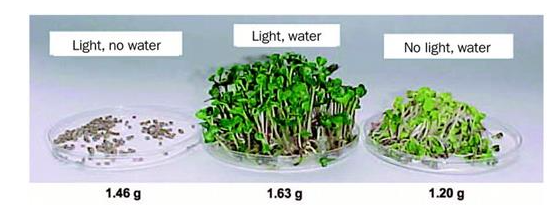 Light, no water
Light, water
No light, water
1.46 g
1.63 g
1.20 g